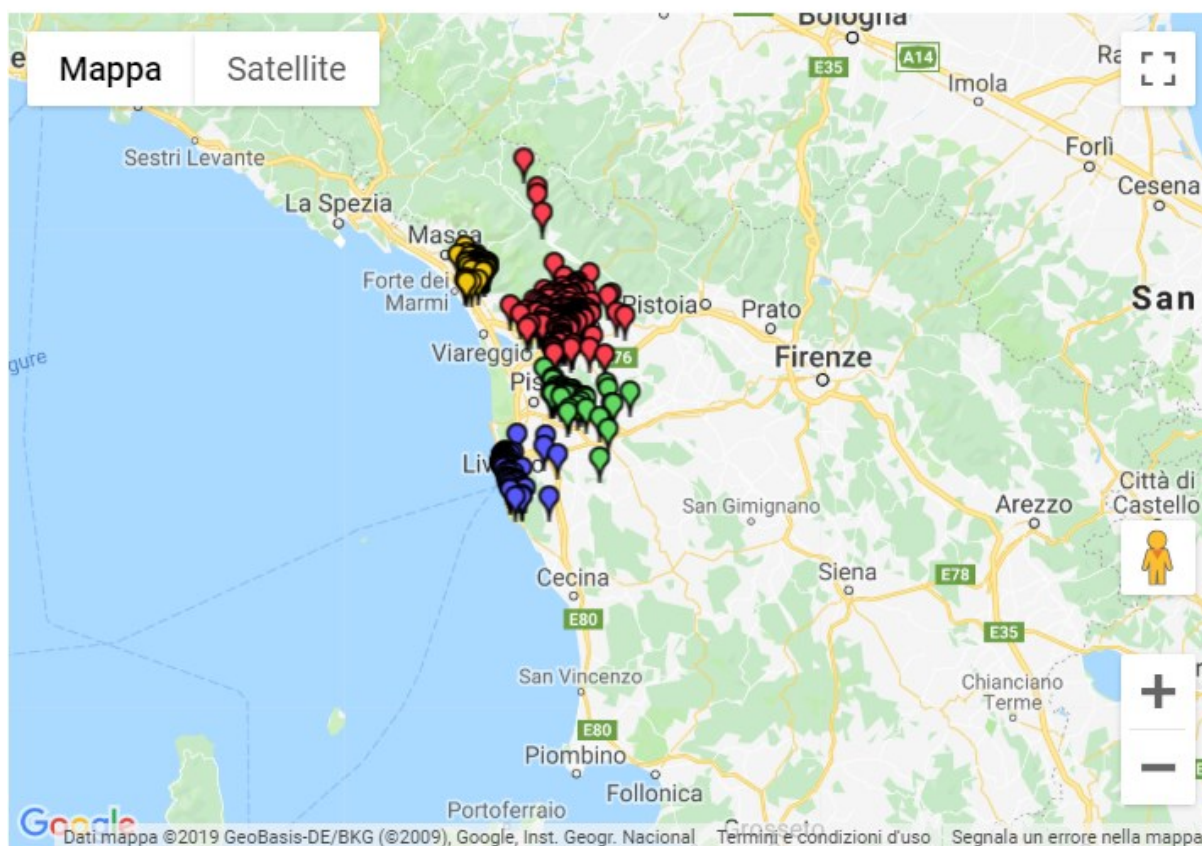 Bologna
Mappa
Satellite
E35
A14
Imola
Sestri Levante
Forlì
Cesena
La Spezia
Massa
Forte dei
Marmi
Pistoia
Prato
San
Viareggio
Firenze
76
Pis
Liv
San Gimignano
Arezzo
Città di
Castello
Cecina
Siena
E78
E80
E35
San Vincenzo
Chianciano
Terme
E80
Piombino
Follonica
Portoferraio
Grosseto
Google
Dati mappa ©2019 GeoBasis-DE/BKG (©2009), Google, Inst. Geogr. Nacional Termini e condizioni d'uso Segnala un errore nella mappa